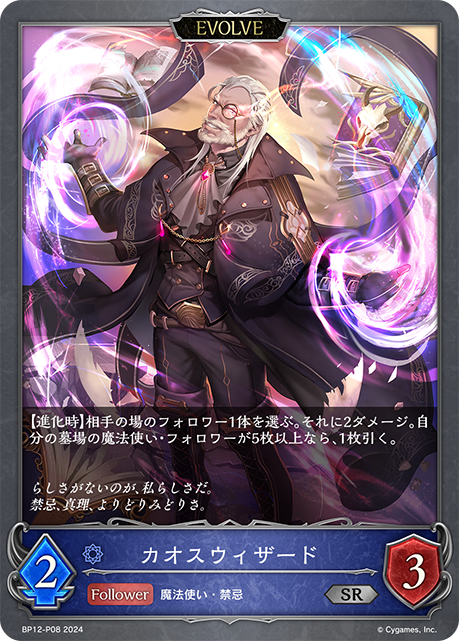 EVOLVE
【進化時】相手の場のフォロワー1体を選ぶ。それに2ダメージ。自
分の墓場の魔法使い・フォロワーが5枚以上なら、1枚引く。
らしさがないのが、私らしさだ。
禁忌、真理、よりどりみどりさ。
2
カオスウィザード
3
Follower 魔法使い・禁忌
SR
BP12-P08 2024
© Cygames, Inc.